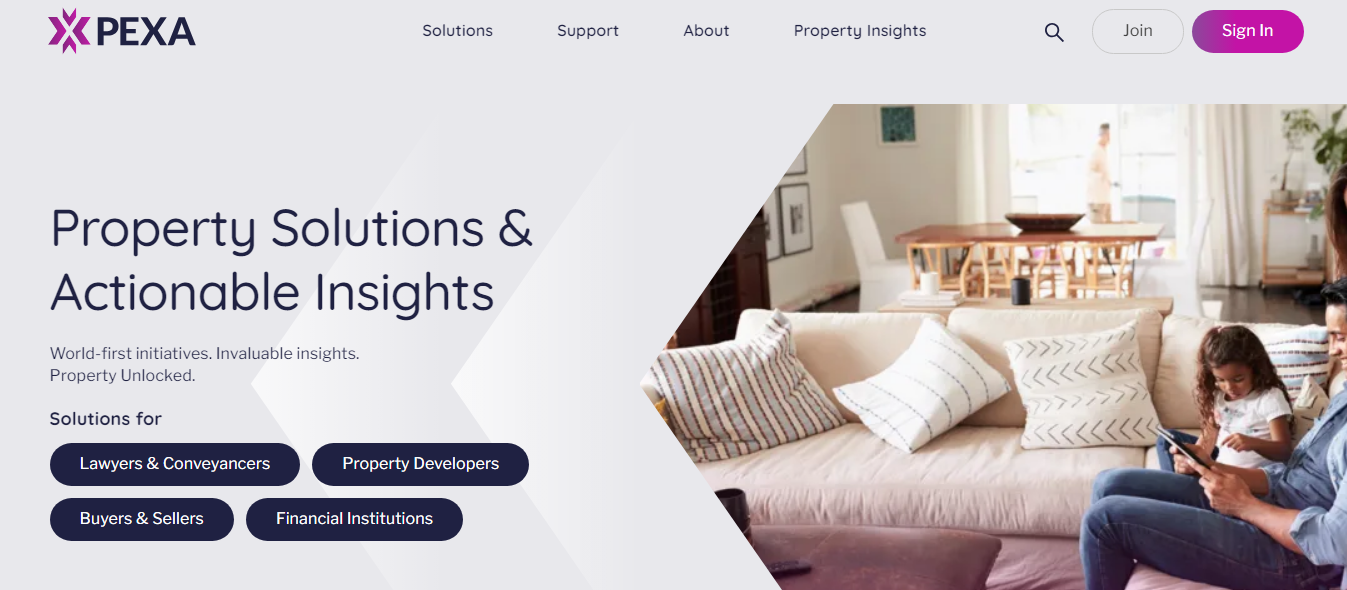 PEXA
Solutions
Support
About
Property Insights
Join
Sign In
Property Solutions &
Actionable Insights
World-first initiatives. Invaluable insights.
Property Unlocked.
Solutions for
Lawyers & Conveyancers
Property Developers
Buyers & Sellers
Financial Institutions